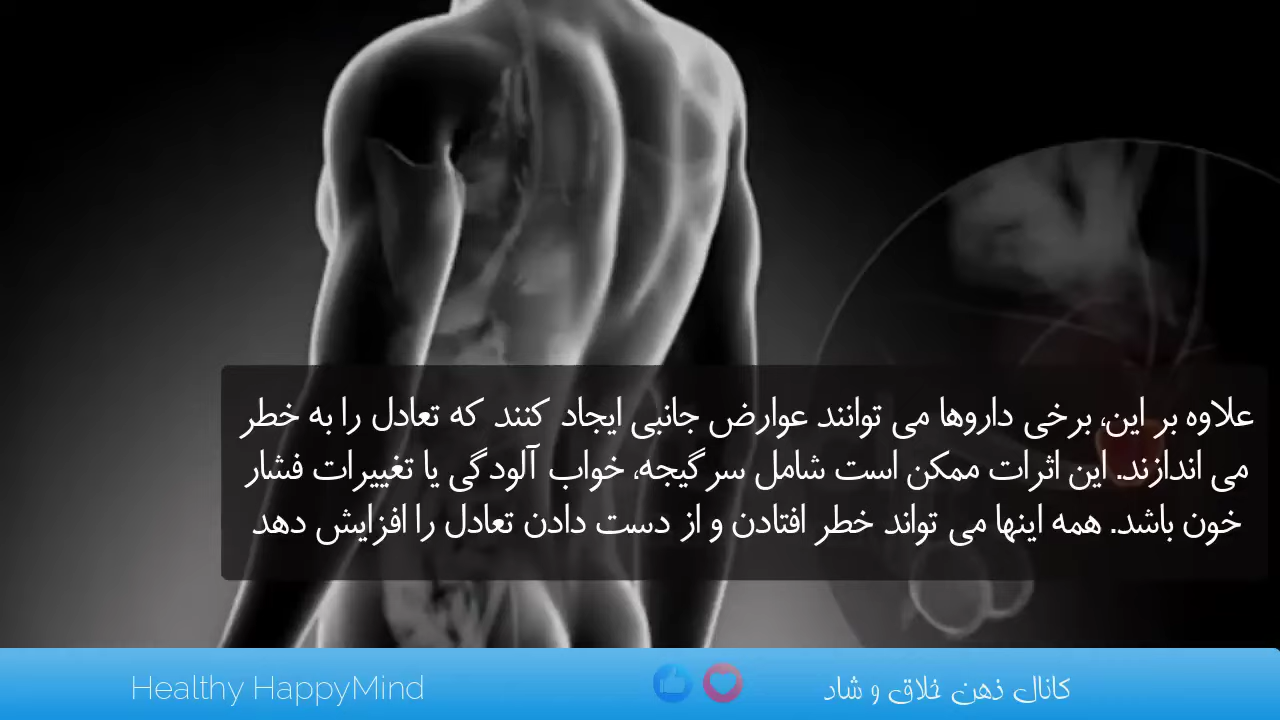 علاوه بر این، برخی داروها می توانند عوارض جانبی ایجاد کنند که تعادل را به خطر
می اندازند. این اثرات ممکن است شامل سرگیجه، خواب آلودگی یا تغییرات فشار
خون باشد. همه اینها می تواند خطر افتادن و از دست دادن تعادل را افزایش دهد
کانال ذهن خلاق و شاد
Healthy HappyMind